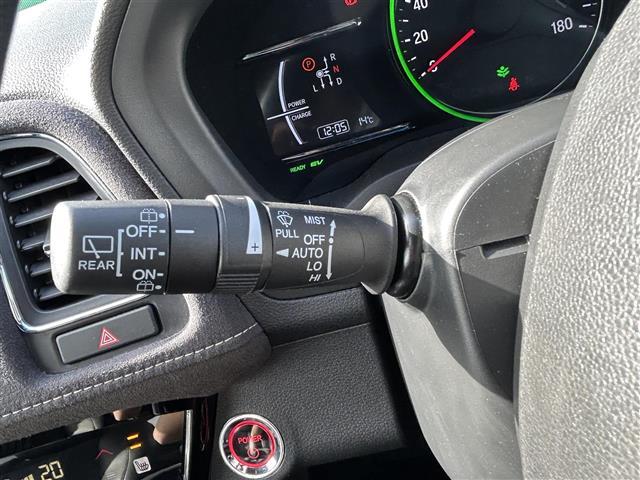 R
P
N
L D
POWER
CHARGE
12:05 14℃
READY EV
0
20
40
60
180
OFF
INT
ON
REAR
+
PULL
MIST
OFF
AUTO
LO
HI
POWER
20